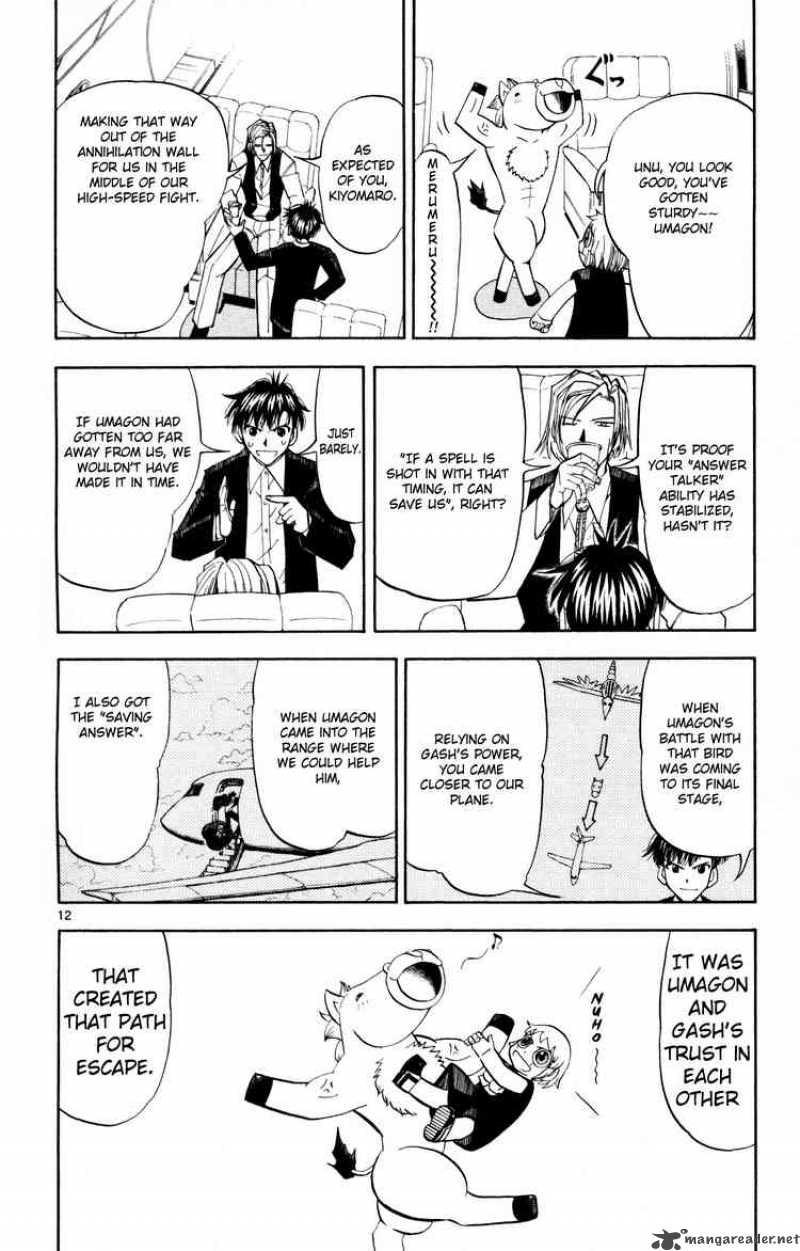 UNU, YOU LOOK
GOOD, YOU'VE
GOTTEN
STURDY~~
UMAGON!
ぐっ
MERUMERU~~~~~!!
AS
EXPECTED
OF YOU,
KIYOMARO.
MAKING THAT WAY
OUT OF THE
ANNIHILATION WALL
FOR US IN THE
MIDDLE OF OUR
HIGH-SPEED FIGHT.
IT'S PROOF
YOUR "ANSWER
TALKER"
ABILITY HAS
STABILIZED,
HASN'T IT?
"IF A SPELL IS
SHOT IN WITH THAT
TIMING, IT CAN
SAVE US", RIGHT?
JUST
BARELY.
IF UMAGON HAD
GOTTEN TOO FAR
AWAY FROM US, WE
WOULDN'T HAVE
MADE IT IN TIME.
WHEN
UMAGON'S
BATTLE WITH
THAT BIRD
WAS COMING
TO ITS FINAL
STAGE,
RELYING ON
GASH'S POWER,
YOU CAME
CLOSER TO OUR
PLANE.
WHEN UMAGON
CAME INTO THE
RANGE WHERE
WE COULD HELP
HIM,
I ALSO GOT
THE "SAVING
ANSWER".
12
IT WAS
UMAGON
AND
GASH'S
TRUST IN
EACH
OTHER
NUHO~
THAT
CREATED
THAT PATH
FOR
ESCAPE.
mangareader.net